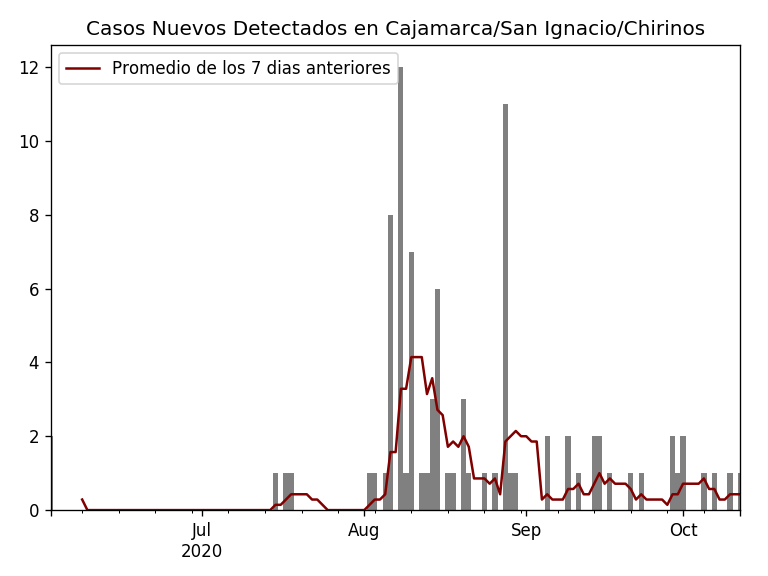 Casos Nuevos Detectados en Cajamarca/San Ignacio/Chirinos
Promedio de los 7 dias anteriores
12
10
8
6
4
2
0
Jul
2020
Aug
Sep
Oct